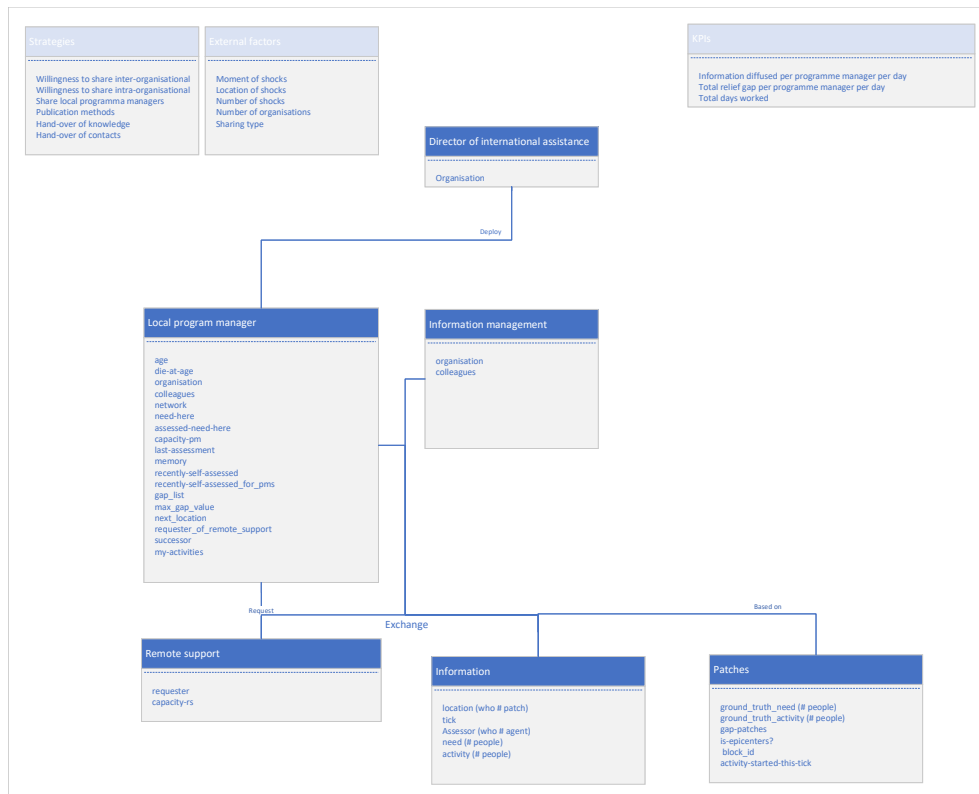 Strategies
Willingness to share inter-organisational
Willingness to share intra-organisational
Share local programma managers
Publication methods
Hand-over of knowledge
Hand-over of contacts
External factors
Moment of shocks
Location of shocks
Number of shocks
Number of organisations
Sharing type
KPIs
Information diffused per programme manager per day
Total relief gap per programme manager per day
Total days worked
Director of international assistance
Organisation
Deploy
Local program manager
age
die-at-age
organisation
colleagues
network
need-here
assessed-need-here
capacity-pm
last-assessment
memory
recently-self-assessed
recently-self-assessed_for_pms
gap_list
max_gap_value
next_location
requester_of_remote_support
successor
my-activities
Information management
organisation
colleagues
Request
Exchange
Based on
Remote support
requester
capacity-rs
Information
location (who # patch)
tick
Assessor (who # agent)
need (# people)
activity (# people)
Patches
ground_truth_need (# people)
ground_truth_activity (# people)
gap-patches
is-epicenters?
block_id
activity-started-this-tick